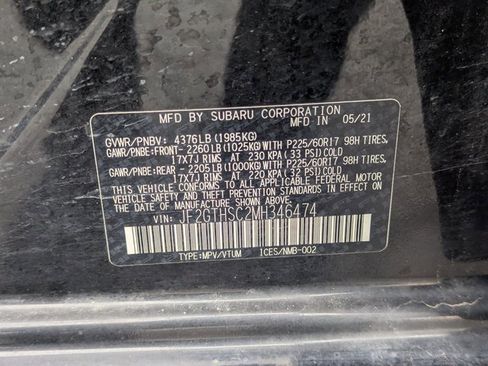 MFD BY SUBARU CORPORATION
MFD IN 05/21
GVWR/PNBV: 4376LB (1985KG)
GAWR/PNBE:FRONT- 2260LB (1025KG)WITH P225/60R17 98H TIRES,
17X7J RIMS AT 230 KPA (33 PSI)COLD
GAWR/PNBE:REAR - 2205LB (1000KG)WITH P225/60R17 98H TIRES,
17X7J RIMS AT 220 KPA (32 PSI)COLD
THIS VEHICLE CONFORMS TO ALL APPLICABLE FEDERAL MOTOR
VEHICLE SAFETY STANDARDS IN EFFECT ON THE DATE OF
MANUFACTURE SHOWN ABOVE.
VIN: JF2GTHSC2MH346474
TYPE:MPV/VTUM ICES/NMB-002